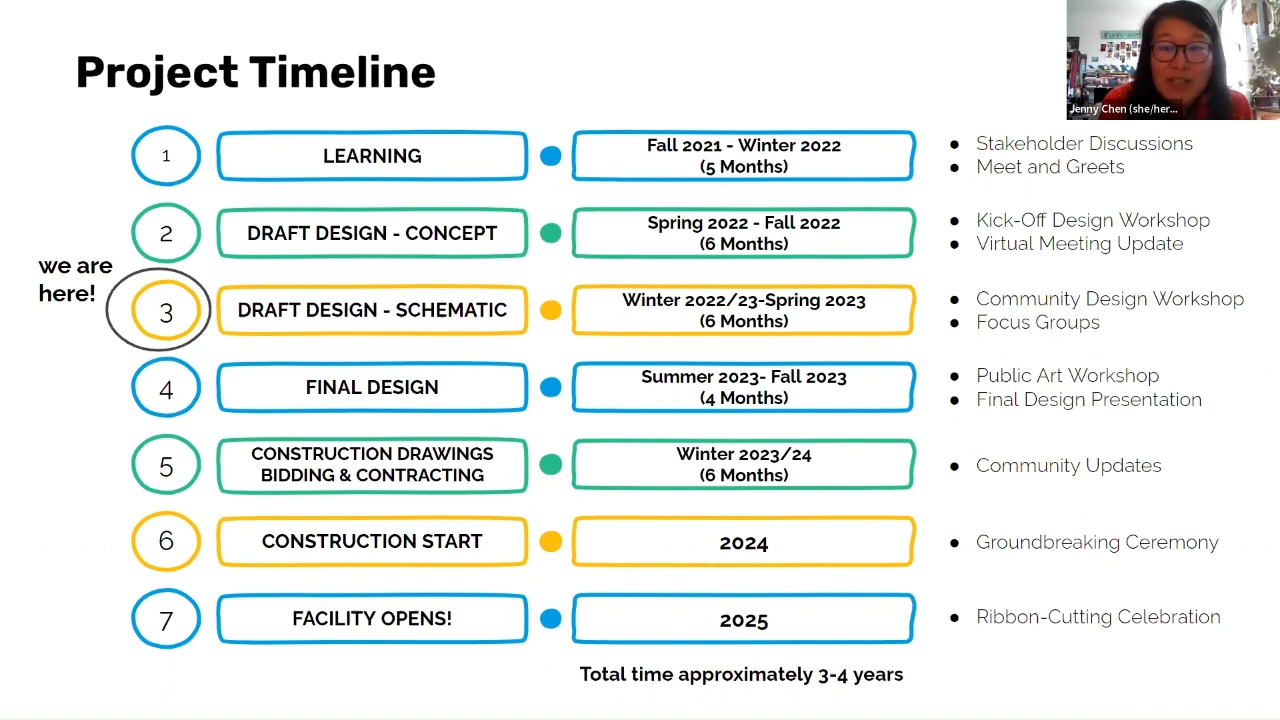 Project Timeline
Jenny Chen (she/her...
1
LEARNING
Fall 2021 - Winter 2022
(5 Months)
● Stakeholder Discussions
● Meet and Greets
2
DRAFT DESIGN - CONCEPT
Spring 2022 - Fall 2022
(6 Months)
● Kick-Off Design Workshop
● Virtual Meeting Update
we are
here!
3
DRAFT DESIGN - SCHEMATIC
Winter 2022/23-Spring 2023
(6 Months)
● Community Design Workshop
● Focus Groups
4
FINAL DESIGN
Summer 2023- Fall 2023
(4 Months)
● Public Art Workshop
● Final Design Presentation
5
CONSTRUCTION DRAWINGS
BIDDING & CONTRACTING
Winter 2023/24
(6 Months)
● Community Updates
6
CONSTRUCTION START
2024
● Groundbreaking Ceremony
7
FACILITY OPENS!
2025
● Ribbon-Cutting Celebration
Total time approximately 3-4 years